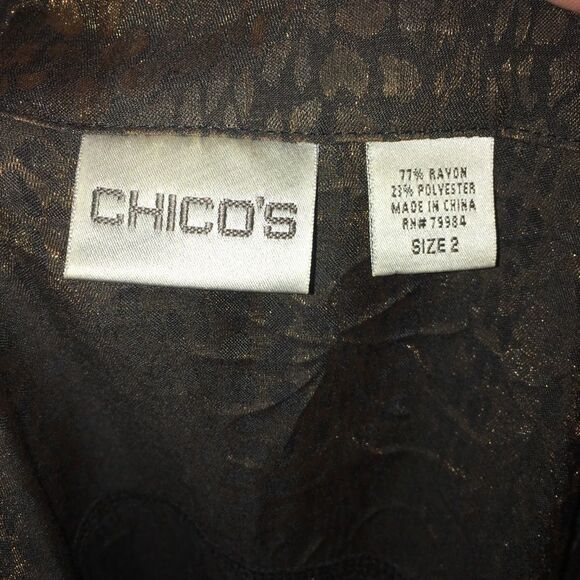 CHICO'S
77% RAYON
23% POLYESTER
MADE IN CHINA
RN# 79984
SIZE 2